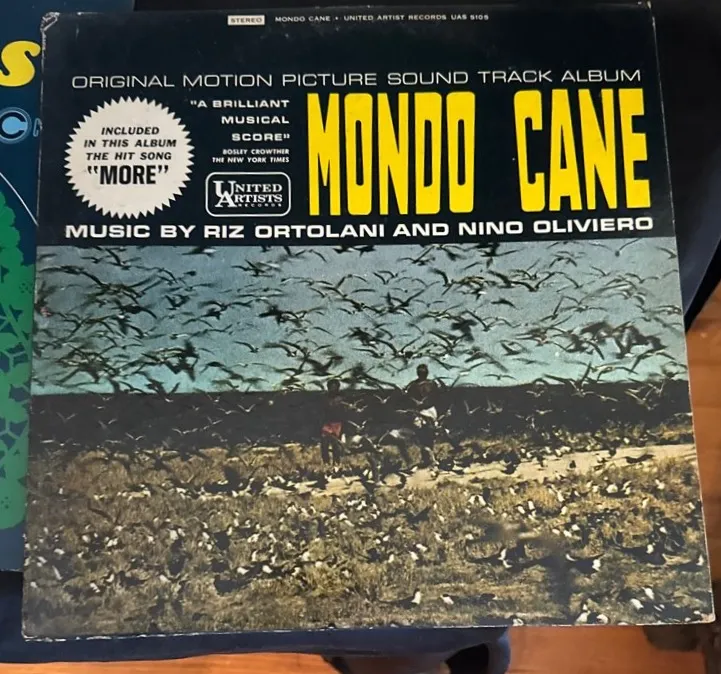 STEREO MONDO CANE • UNITED ARTIST RECORDS UAS 5105
ORIGINAL MOTION PICTURE SOUND TRACK ALBUM
INCLUDED
IN THIS ALBUM
THE HIT SONG
"MORE"
"A BRILLIANT
MUSICAL
SCORE"
BOSLEY CROWTHER
THE NEW YORK TIMES
UNITED
ARTISTS
RECORDS
MONDO CANE
MUSIC BY RIZ ORTOLANI AND NINO OLIVIERO
S